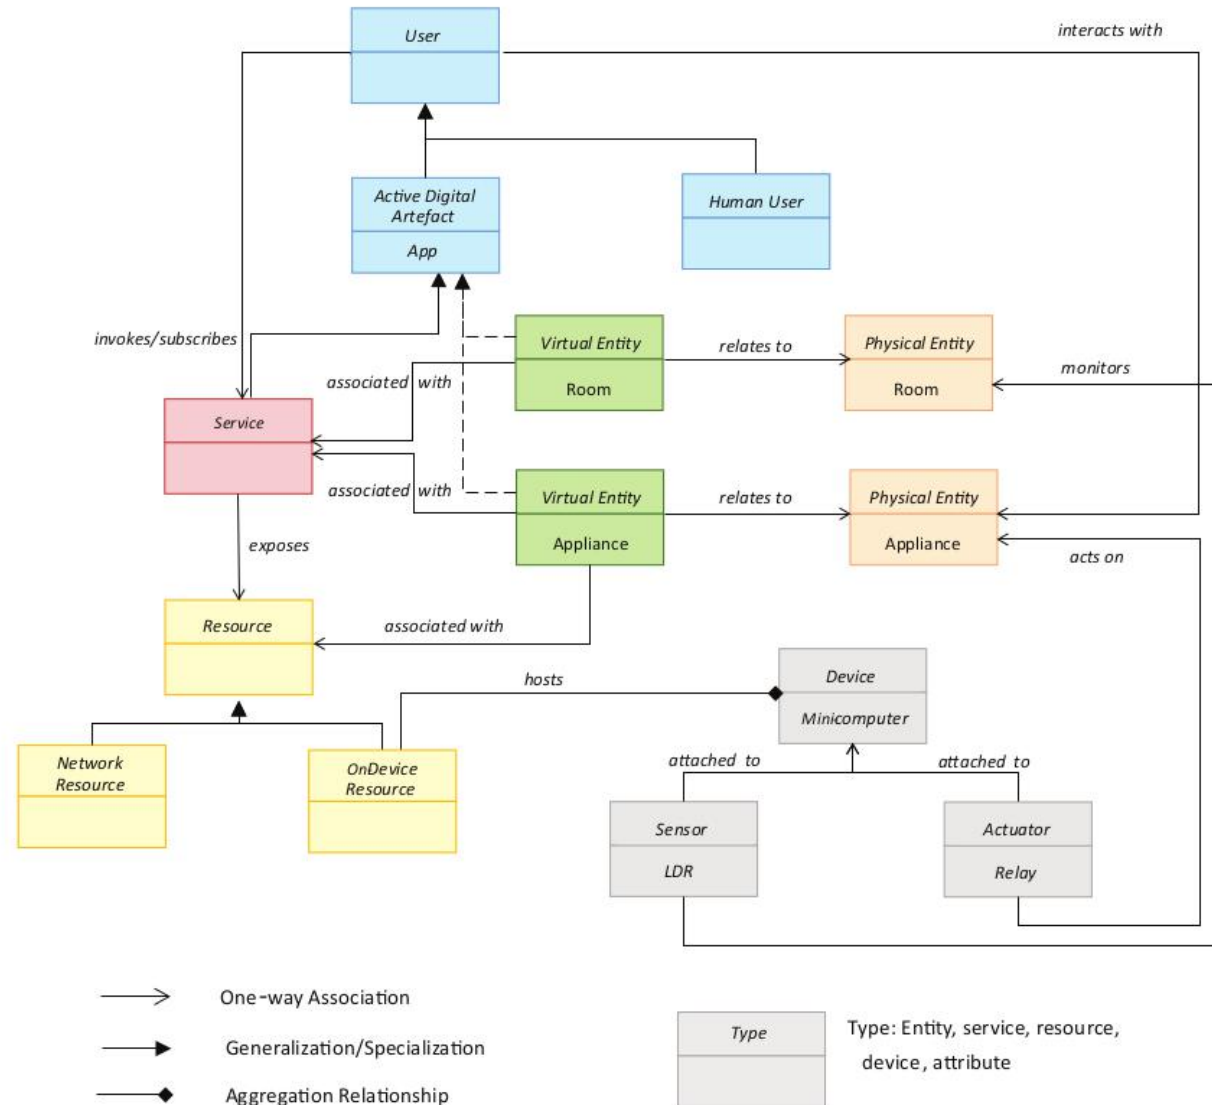 User
interacts with
Active Digital
Artefact
App
Human User
invokes/subscribes
associated with
Virtual Entity
Room
relates to
Physical Entity
Room
monitors
Service
associated with
Virtual Entity
Appliance
relates to
Physical Entity
Appliance
acts on
exposes
Resource
associated with
hosts
Device
Minicomputer
attached to
attached to
Network
Resource
OnDevice
Resource
Sensor
LDR
Actuator
Relay
One-way Association
Generalization/Specialization
Aggregation Relationship
Type
Type: Entity, service, resource,
device, attribute